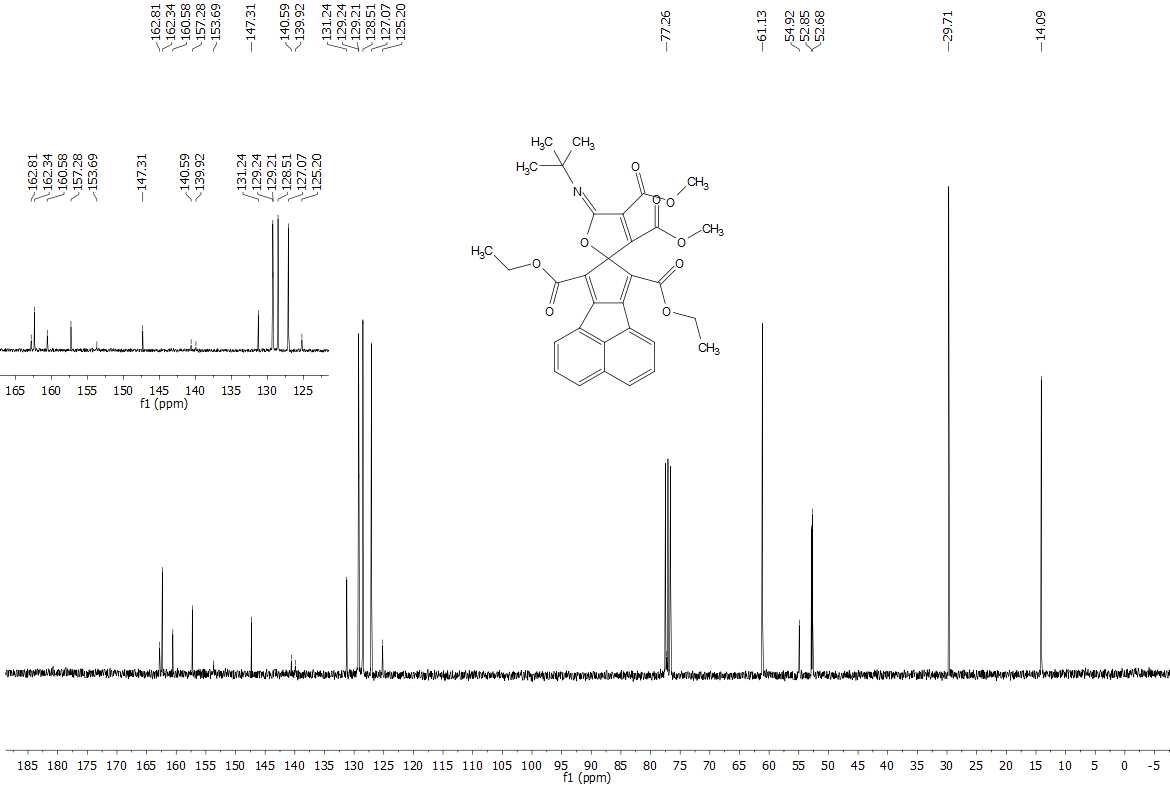 162.81 162.34 160.58 157.28 153.69 147.31 140.59 139.92 131.24 129.24 129.21 128.51 127.07 125.20 77.26 61.13 54.92 52.85 52.68 29.71 14.09
162.81 162.34 160.58 157.28 153.69 147.31 140.59 139.92 131.24 129.24 129.21 128.51 127.07 125.20
165 160 155 150 145 140 135 130 125
f1 (ppm)
H3C CH3
H3C
N
O
O
CH3
O
O
O
CH3
O
H3C
O
O
O
O
CH3
185 180 175 170 165 160 155 150 145 140 135 130 125 120 115 110 105 100 95 90 85 80 75 70 65 60 55 50 45 40 35 30 25 20 15 10 5 0 -5
f1 (ppm)